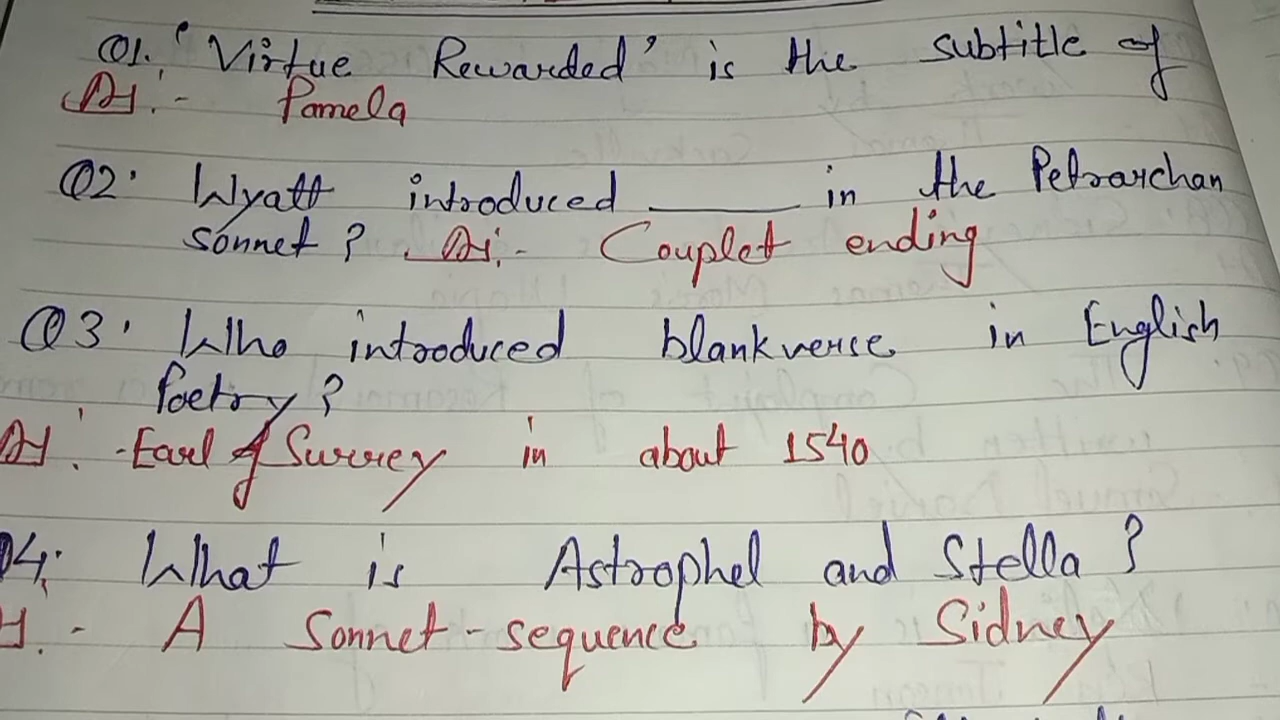 Q1. 'Virtue Rewarded' is the subtitle of
A.:- Pamela
Q2. Wyatt introduced ______ in the Petrarchan
sonnet? A:- Couplet ending
Q3. Who introduced blankverse in English
Poetry?
A:- Earl of Surrey in about 1540
Q4. What is Astrophel and Stella?
A.- A Sonnet-sequence by Sidney